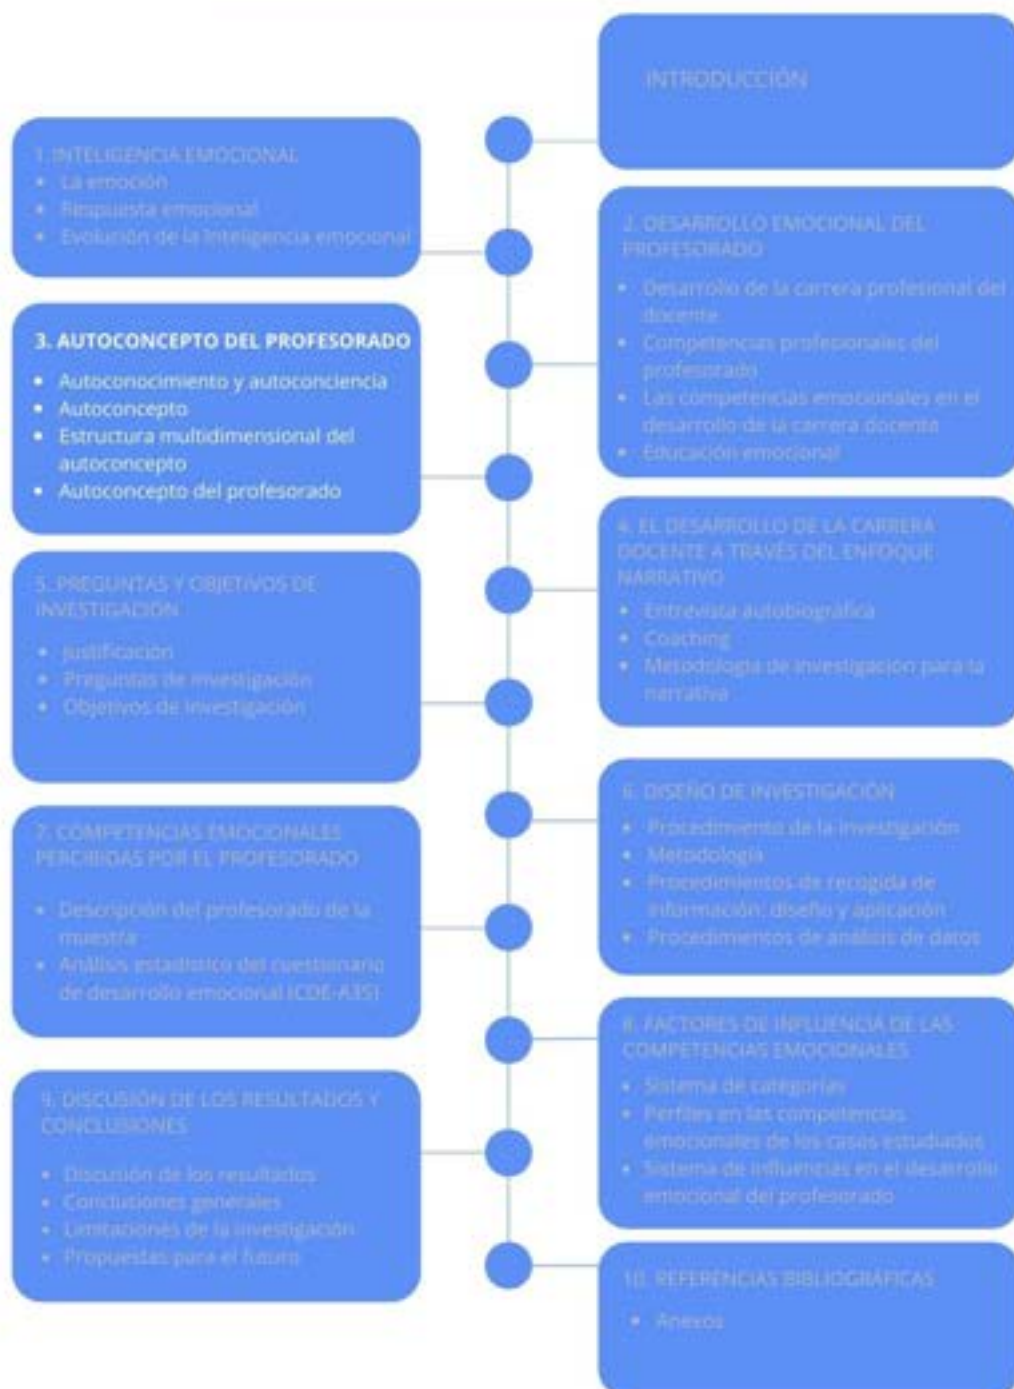 INTRODUCCIÓN
1. INTELIGENCIA EMOCIONAL
• La emoción
• Respuesta emocional
• Evolución de la Inteligencia emocional
2. DESARROLLO EMOCIONAL DEL
PROFESORADO
• Desarrollo de la carrera profesional del
docente
• Competencias profesionales del
profesorado
• Las competencias emocionales en el
desarrollo de la carrera docente
• Educación emocional
3. AUTOCONCEPTO DEL PROFESORADO
• Autoconocimiento y autoconciencia
• Autoconcepto
• Estructura multidimensional del
autoconcepto
• Autoconcepto del profesorado
4. EL DESARROLLO DE LA CARRERA
DOCENTE A TRAVÉS DEL ENFOQUE
NARRATIVO
• Entrevista autobiográfica
• Coaching
• Metodología de investigación para la
narrativa
5. PREGUNTAS Y OBJETIVOS DE
INVESTIGACIÓN
• Justificación
• Preguntas de investigación
• Objetivos de investigación
6. DISEÑO DE INVESTIGACIÓN
• Procedimiento de la investigación
• Metodología
• Procedimientos de recogida de
información: diseño y aplicación
• Procedimientos de análisis de datos
7. COMPETENCIAS EMOCIONALES
PERCIBIDAS POR EL PROFESORADO
• Descripción del profesorado de la
muestra
• Análisis estadístico del cuestionario
de desarrollo emocional (CDE-A35)
8. FACTORES DE INFLUENCIA DE LAS
COMPETENCIAS EMOCIONALES
• Sistema de categorías
• Perfiles en las competencias
emocionales de los casos estudiados
• Sistema de influencias en el desarrollo
emocional del profesorado
9. DISCUSIÓN DE LOS RESULTADOS Y
CONCLUSIONES
• Discusión de los resultados
• Conclusiones generales
• Limitaciones de la investigación
• Propuestas para el futuro
10. REFERENCIAS BIBLIOGRÁFICAS
• Anexos